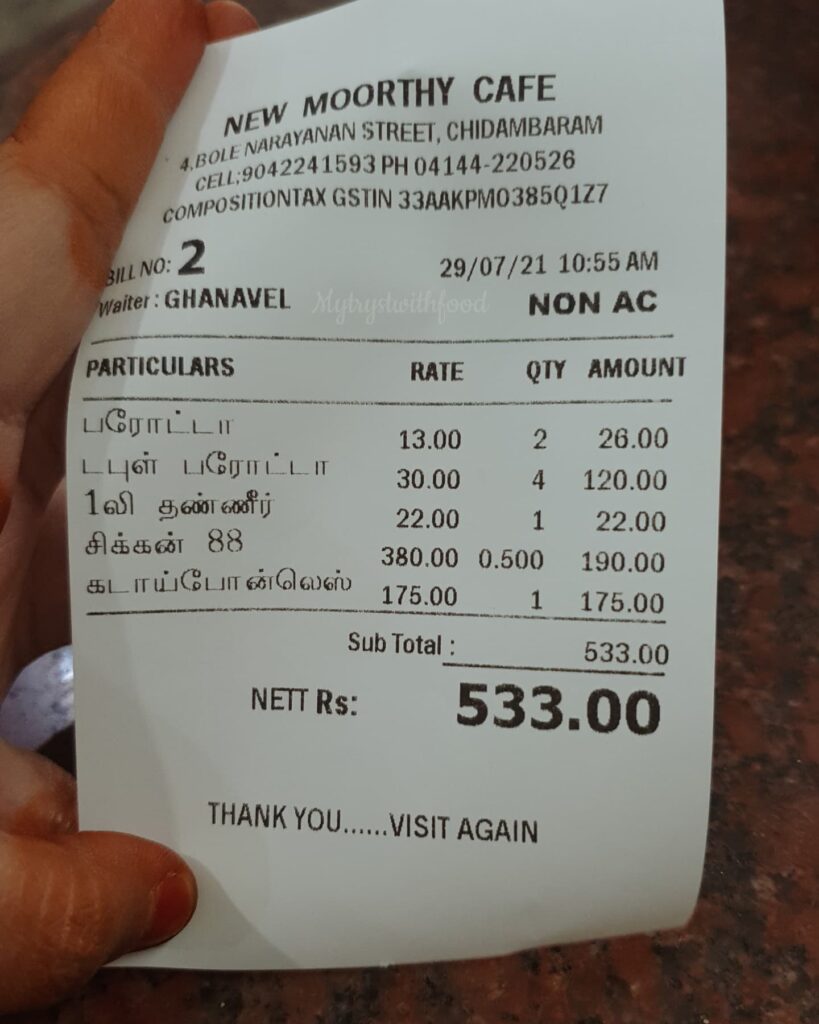 NEW MOORTHY CAFE
4,BOLE NARAYANAN STREET, CHIDAMBARAM
CELL;9042241593 PH 04144-220526
COMPOSITIONTAX GSTIN 33AAKPM0385Q1Z7
BILL NO: 2 29/07/21 10:55 AM
Waiter : GHANAVEL Mytrystwithfood NON AC
PARTICULARS RATE QTY AMOUNT
பரோட்டா 13.00 2 26.00
டபுள் பரோட்டா 30.00 4 120.00
1லி தண்ணீர் 22.00 1 22.00
சிக்கன் 88 380.00 0.500 190.00
கடாய்போன்லெஸ் 175.00 1 175.00
Sub Total : 533.00
NETT Rs: 533.00
THANK YOU......VISIT AGAIN